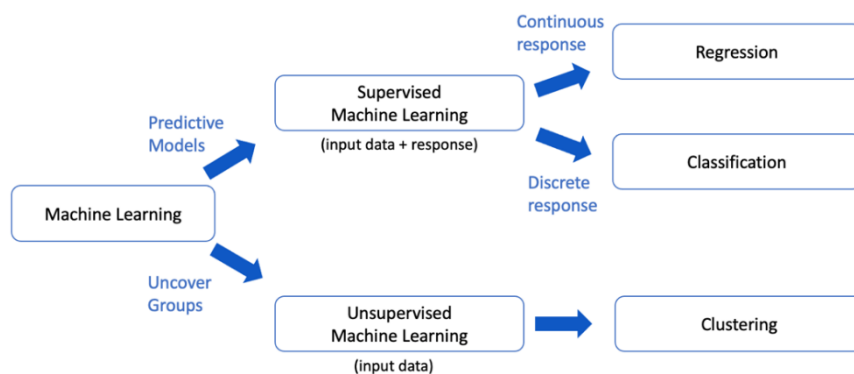 Continuous
response
Regression
Supervised
Machine Learning
(input data + response)
Predictive
Models
Classification
Discrete
response
Machine Learning
Uncover
Groups
Unsupervised
Machine Learning
(input data)
Clustering